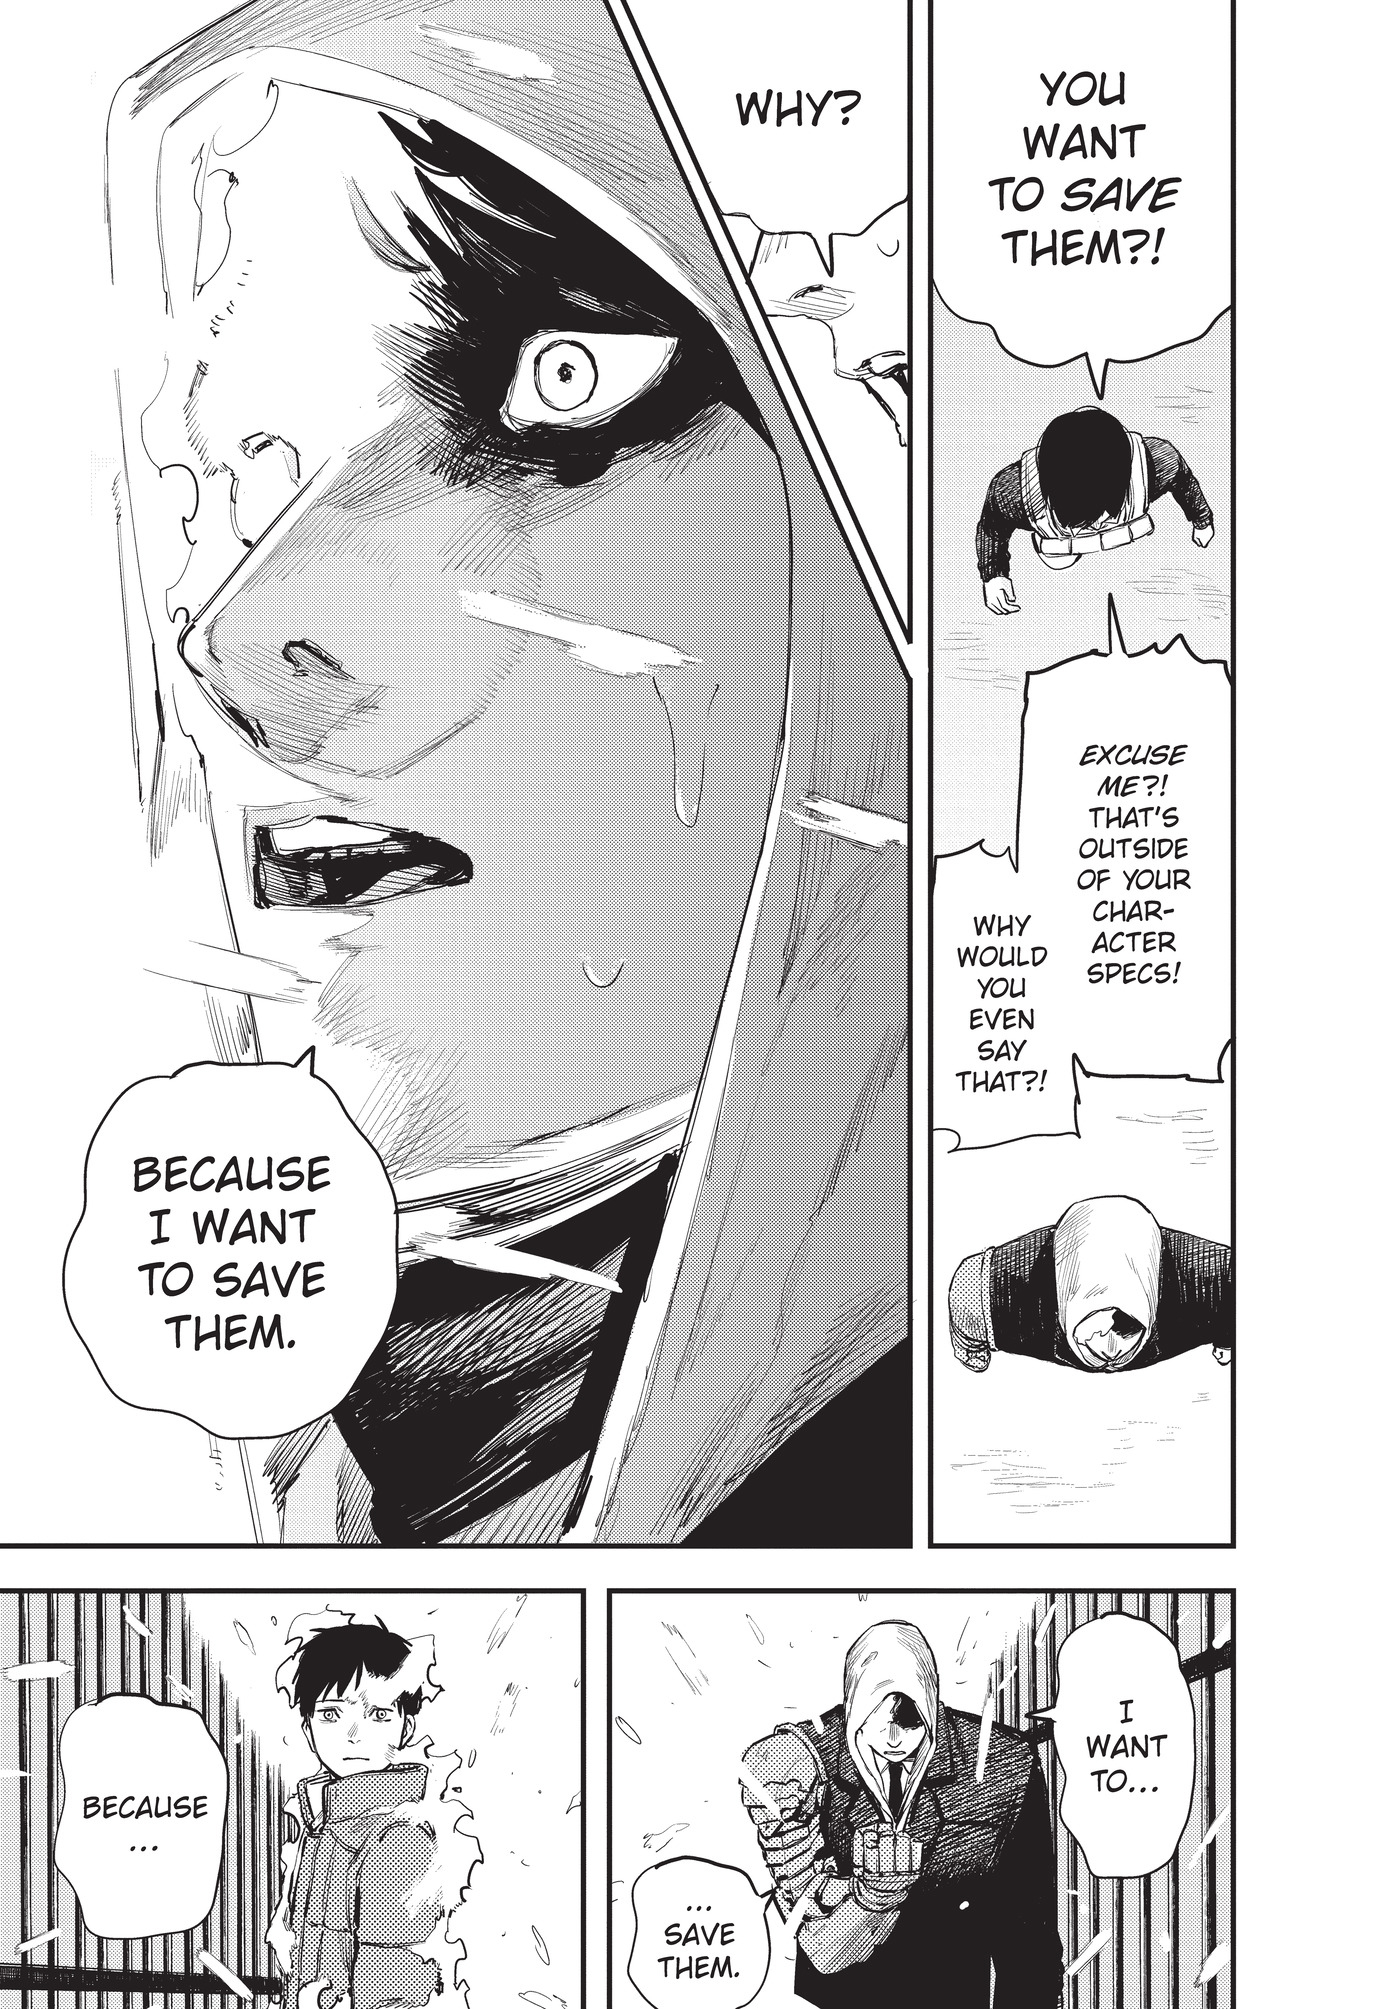 YOU
WANT
TO SAVE
THEM?!
EXCUSE
ME?!
THAT'S
OUTSIDE
OF YOUR
CHAR-
ACTER
SPECS!
WHY
WOULD
YOU
EVEN
SAY
THAT?!
WHY?
BECAUSE
I WANT
TO SAVE
THEM.
I
WANT
TO...
...
SAVE
THEM.
BECAUSE
...